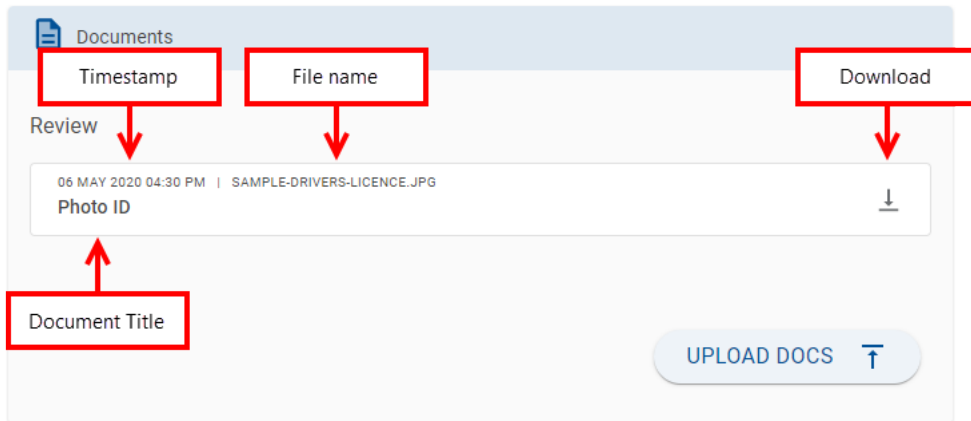 Documents
Timestamp
File name
Download
Review
06 MAY 2020 04:30 PM | SAMPLE-DRIVERS-LICENCE.JPG
Photo ID
Document Title
UPLOAD DOCS